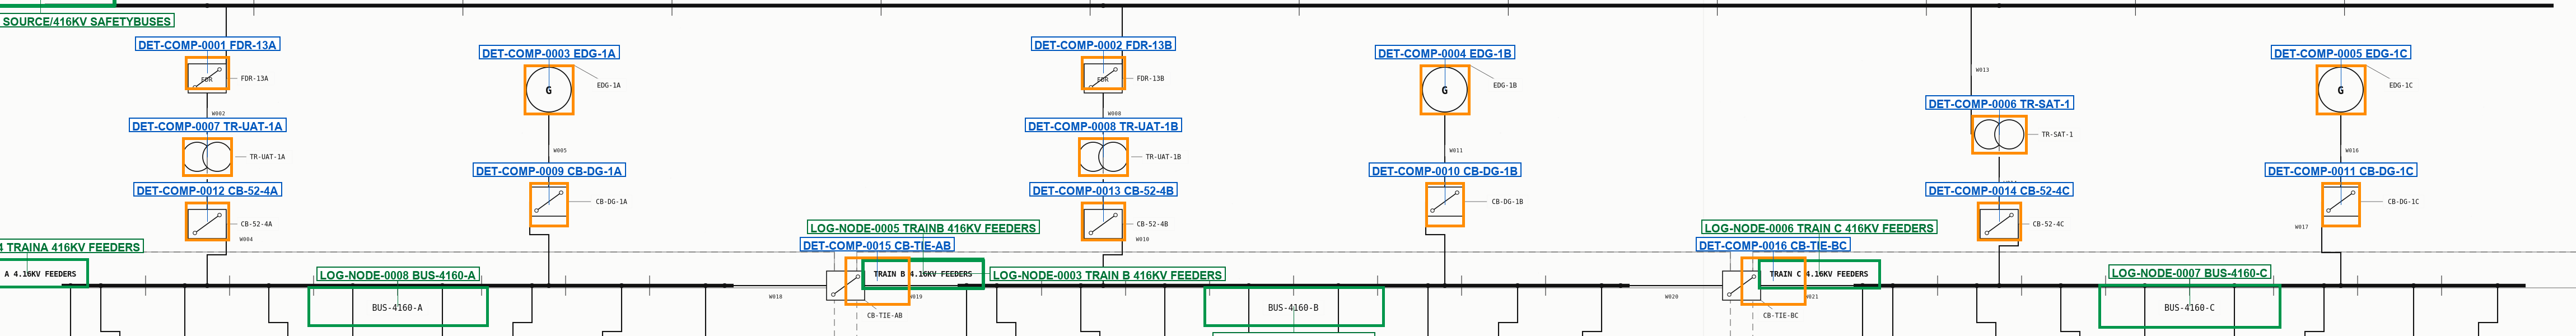 SOURCE/416KV SAFETYBUSES
DET-COMP-0001 FDR-13A
DET-COMP-0002 FDR-13B
DET-COMP-0003 EDG-1A
DET-COMP-0004 EDG-1B
DET-COMP-0005 EDG-1C
FDR
FDR-13A
G
EDG-1A
FDR
FDR-13B
G
EDG-1B
W013
G
EDG-1C
DET-COMP-0006 TR-SAT-1
W002
W008
DET-COMP-0007 TR-UAT-1A
DET-COMP-0008 TR-UAT-1B
TR-SAT-1
W005
W011
W016
TR-UAT-1A
TR-UAT-1B
DET-COMP-0009 CB-DG-1A
DET-COMP-0010 CB-DG-1B
DET-COMP-0011 CB-DG-1C
DET-COMP-0012 CB-52-4A
DET-COMP-0013 CB-52-4B
DET-COMP-0014 CB-52-4C
CB-DG-1A
CB-DG-1B
CB-DG-1C
CB-52-4A
CB-52-4B
CB-52-4C
LOG-NODE-0005 TRAINB 416KV FEEDERS
LOG-NODE-0006 TRAIN C 416KV FEEDERS
W017
W004
W010
4 TRAINA 416KV FEEDERS
DET-COMP-0015 CB-TIE-AB
DET-COMP-0016 CB-TIE-BC
A 4.16KV FEEDERS
LOG-NODE-0008 BUS-4160-A
TRAIN B 4.16KV FEEDERS
LOG-NODE-0003 TRAIN B 416KV FEEDERS
TRAIN C 4.16KV FEEDERS
LOG-NODE-0007 BUS-4160-C
W018
W019
W020
W021
BUS-4160-A
BUS-4160-B
BUS-4160-C
CB-TIE-AB
CB-TIE-BC